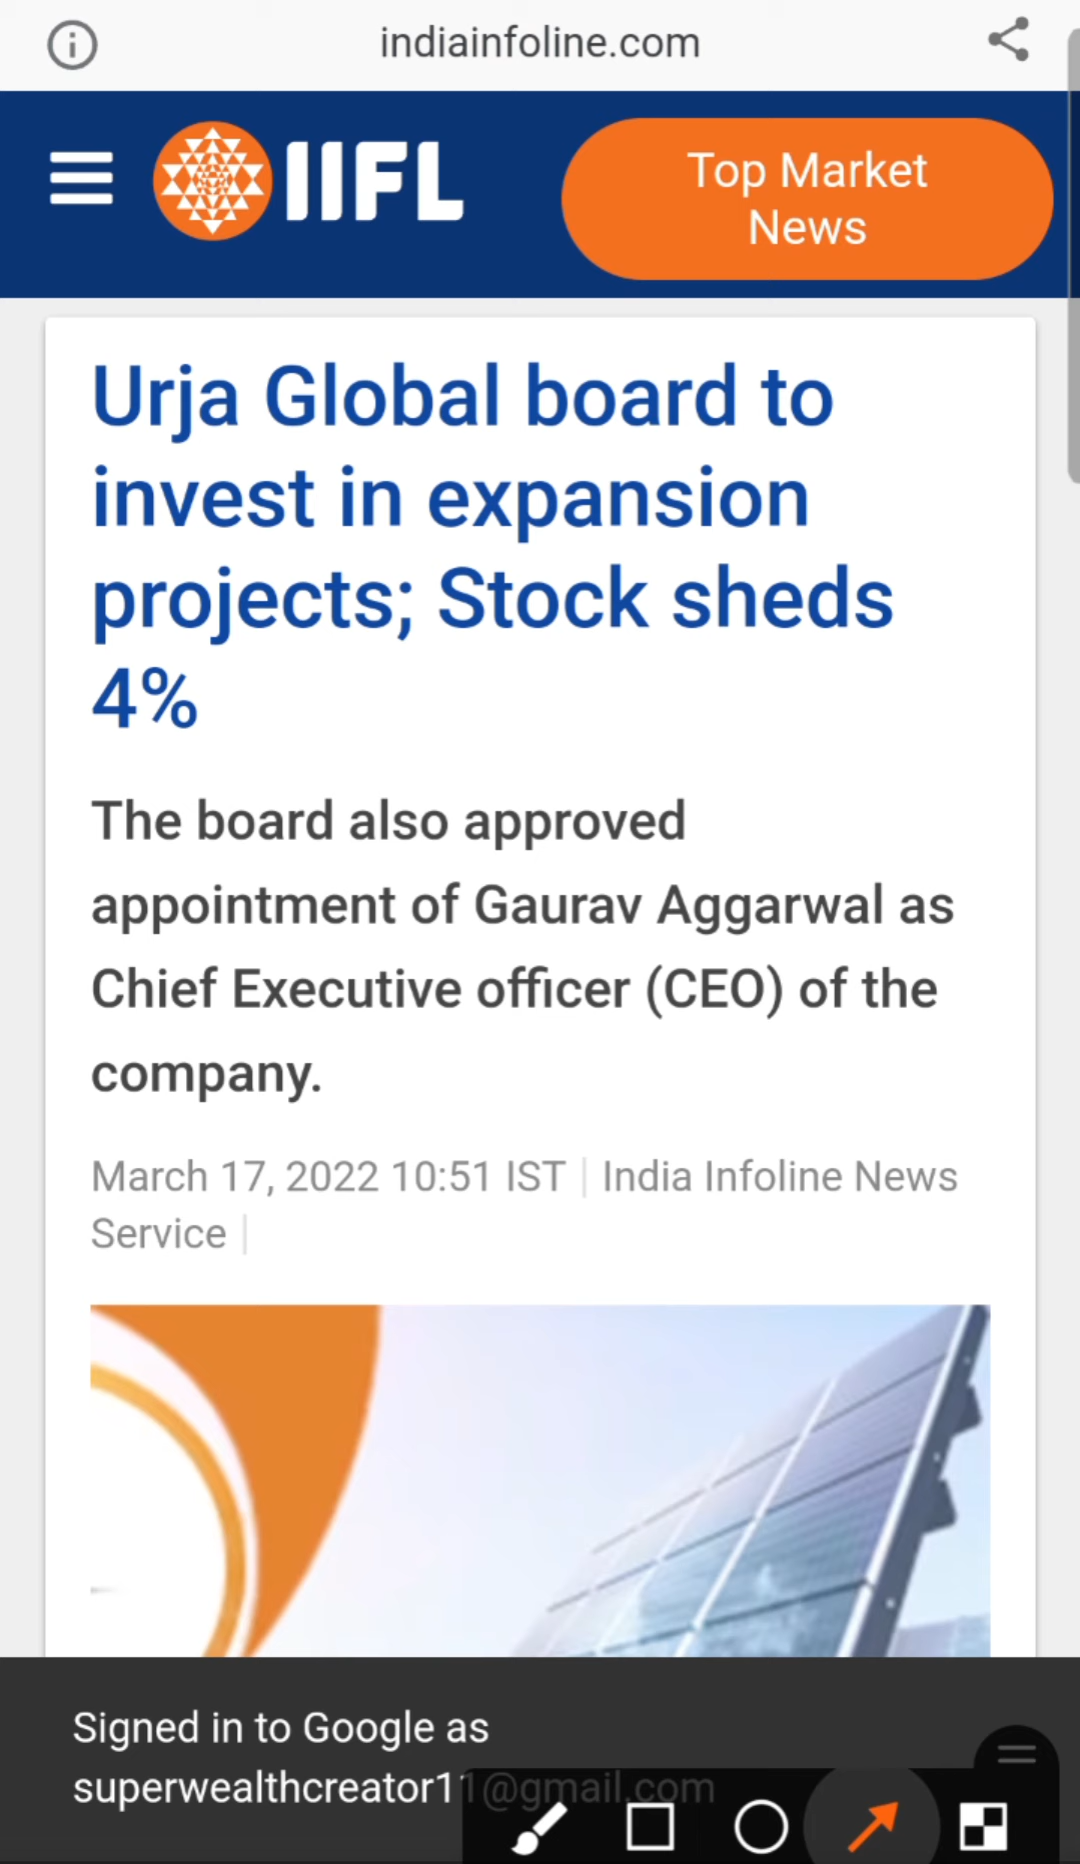 indiainfoline.com
IIFL
Top Market
News
Urja Global board to
invest in expansion
projects; Stock sheds
4%
The board also approved
appointment of Gaurav Aggarwal as
Chief Executive officer (CEO) of the
company.
March 17, 2022 10:51 IST | India Infoline News
Service |
Signed in to Google as
superwealthcreator11@gmail.com